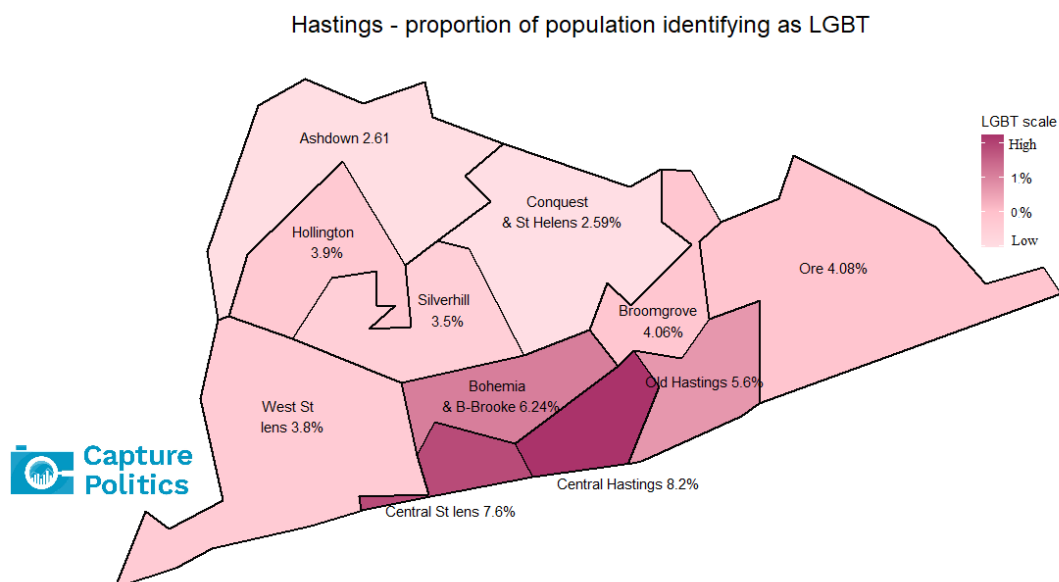 Hastings - proportion of population identifying as LGBT
LGBT scale
High
1%
0%
Low
Ashdown 2.61
Conquest
& St Helens 2.59%
Hollington
3.9%
Ore 4.08%
Silverhill
3.5%
Broomgrove
4.06%
Old Hastings 5.6%
Bohemia
& B-Brooke 6.24%
West St
lens 3.8%
Capture
Politics
Central Hastings 8.2%
Central St lens 7.6%